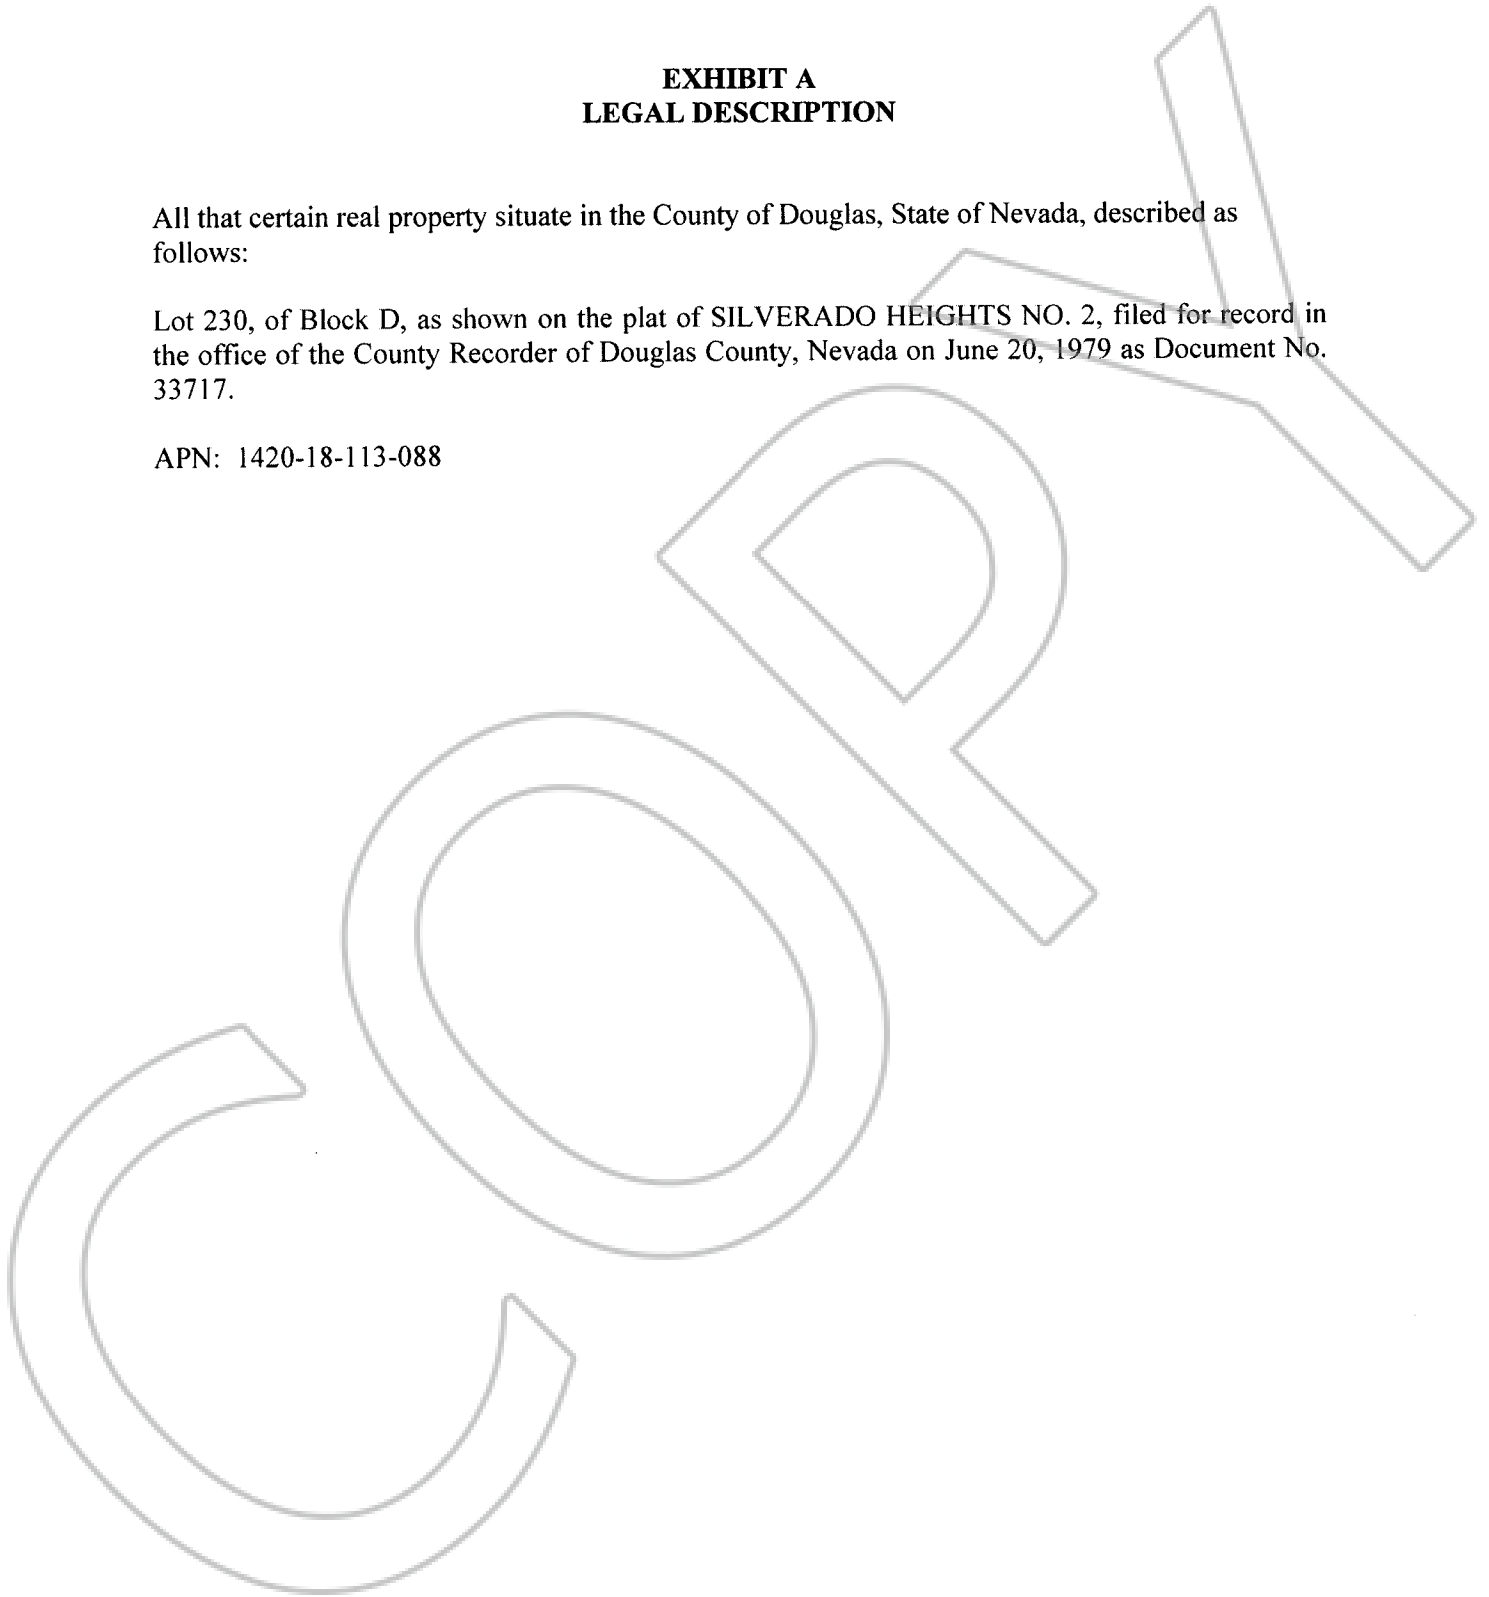 EXHIBIT A
LEGAL DESCRIPTION
All that certain real property situate in the County of Douglas, State of Nevada, described as
follows:
Lot 230, of Block D, as shown on the plat of SILVERADO HEIGHTS NO. 2, filed for record in
the office of the County Recorder of Douglas County, Nevada on June 20, 1979 as Document No.
33717.
APN: 1420-18-113-088
COPY